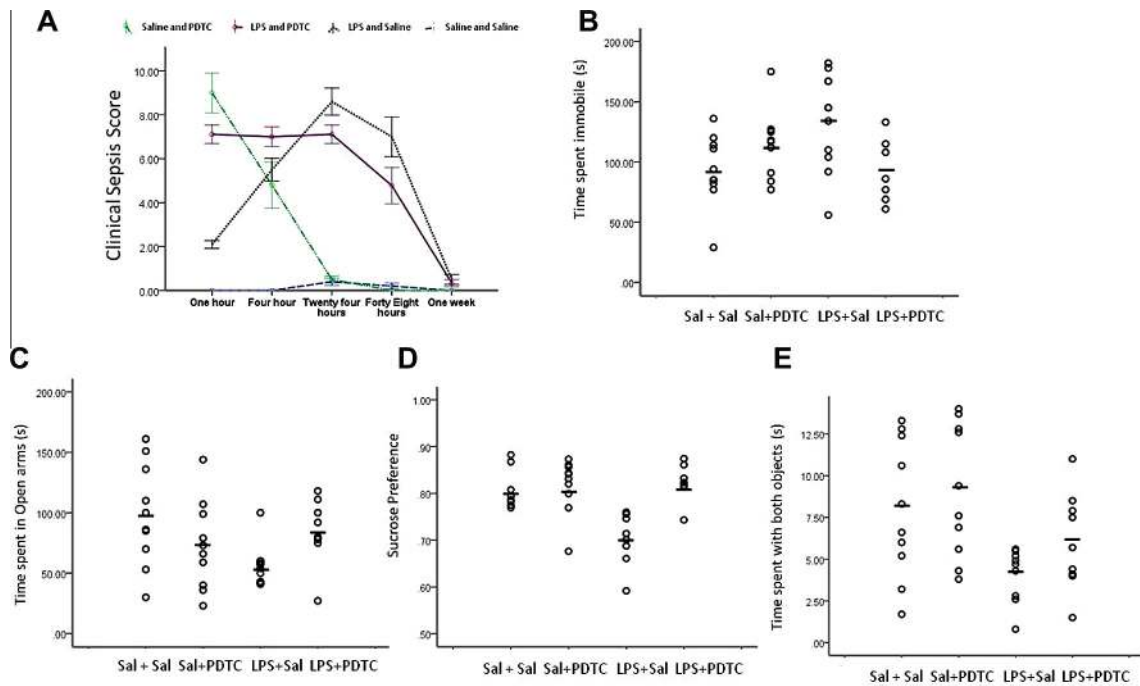 A
Saline and PDTC LPS and PDTC LPS and Saline Saline and Saline
Clinical Sepsis Score
10.00
8.00
6.00
4.00
2.00
0.00
One hour Four hour Twenty four hours Forty Eight hours One week
B
Time spent immobile (s)
200.00
150.00
100.00
50.00
.00
Sal + Sal Sal+PDTC LPS+Sal LPS+PDTC
C
Time spent in Open arms (s)
200.00
150.00
100.00
50.00
.00
Sal + Sal Sal+PDTC LPS+Sal LPS+PDTC
D
Sucrose Preference
1.00
.90
.80
.70
.60
.50
Sal + Sal Sal+PDTC LPS+Sal LPS+PDTC
E
Time spent with both objects (s)
12.50
10.00
7.50
5.00
2.50
.00
Sal + Sal Sal+PDTC LPS+Sal LPS+PDTC